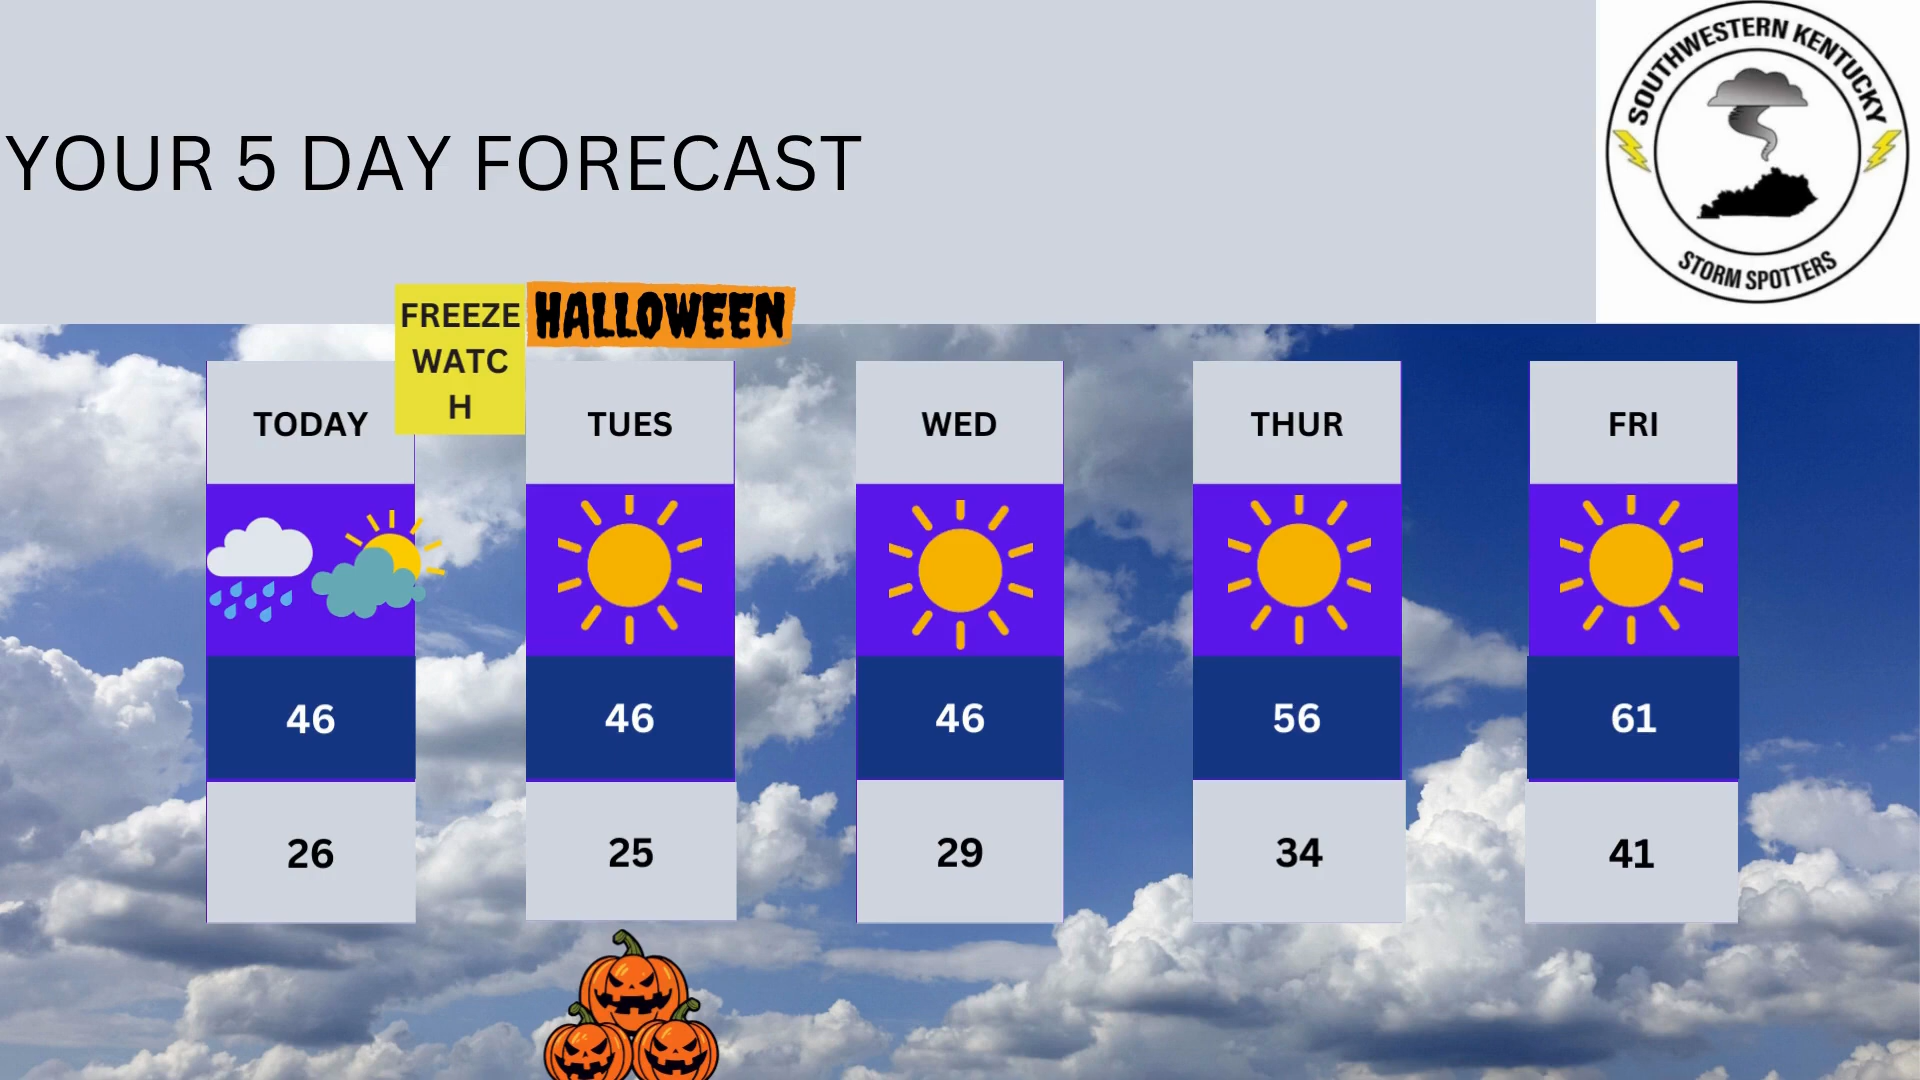 SOUTHWESTERN KENTUCKY
STORM SPOTTERS
YOUR 5 DAY FORECAST
FREEZE
WATC
H
HALLOWEEN
TODAY
TUES
WED
THUR
FRI
46
46
46
56
61
26
25
29
34
41